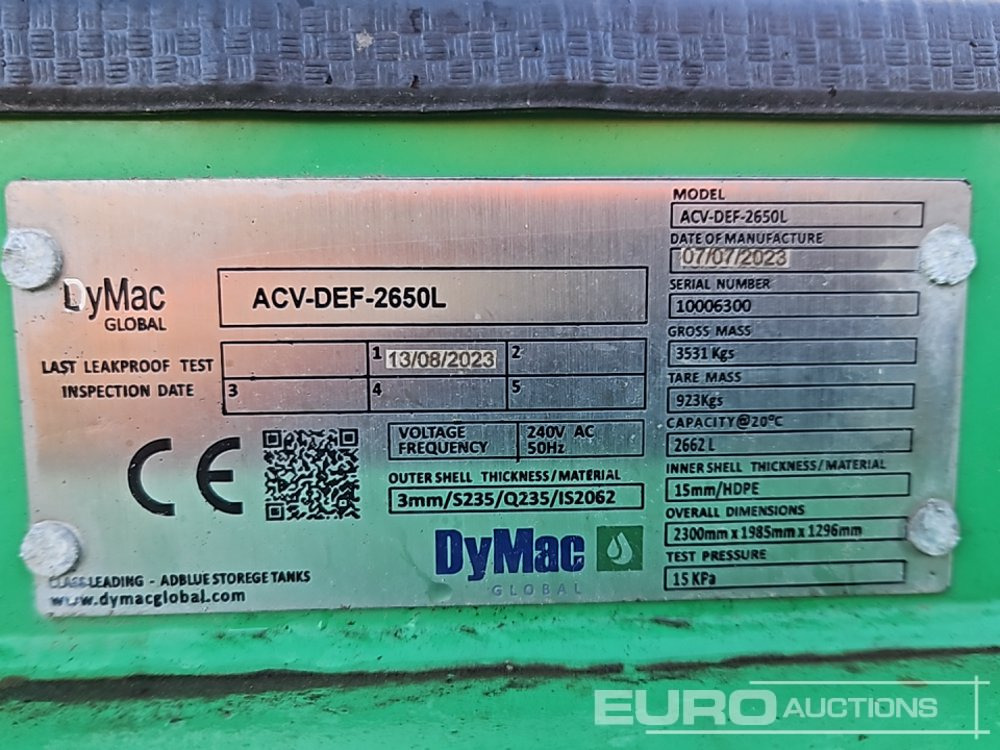 DyMac
GLOBAL
ACV-DEF-2650L
LAST LEAKPROOF TEST
INSPECTION DATE
1 13/08/2023 2
3 4 5
VOLTAGE 240V AC
FREQUENCY 50Hz
OUTER SHELL THICKNESS/MATERIAL
3mm/S235/Q235/IS2062
CE
DyMac
GLOBAL
CLASS LEADING - ADBLUE STOREGE TANKS
www.dymacglobal.com
MODEL
ACV-DEF-2650L
DATE OF MANUFACTURE
07/07/2023
SERIAL NUMBER
10006300
GROSS MASS
3531 Kgs
TARE MASS
923Kgs
CAPACITY@20°C
2662 L
INNER SHELL THICKNESS/MATERIAL
15mm/HDPE
OVERALL DIMENSIONS
2300mm x 1985mm x 1296mm
TEST PRESSURE
15 KPa
EURO AUCTIONS